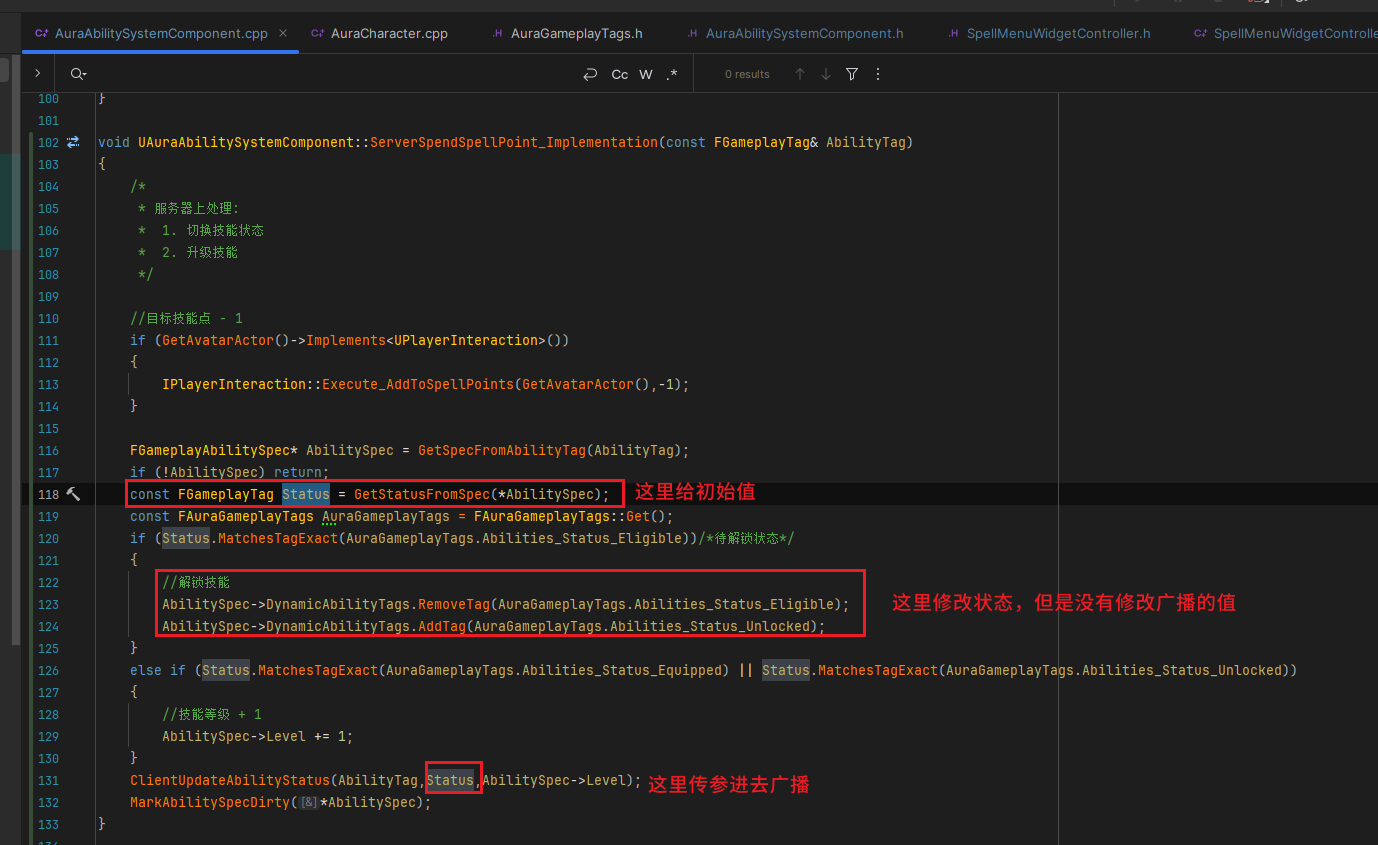 AuraAbilitySystemComponent.cpp
AuraCharacter.cpp
AuraGameplayTags.h
AuraAbilitySystemComponent.h
SpellMenuWidgetController.h
SpellMenuWidgetControlle
Cc W .* 0 results
100 }
101
102 void UAuraAbilitySystemComponent::ServerSpendSpellPoint_Implementation(const FGameplayTag& AbilityTag)
103 {
104 /*
105 * 服务器上处理:
106 * 1. 切换技能状态
107 * 2. 升级技能
108 */
109
110 //目标技能点 - 1
111 if (GetAvatarActor()->Implements<UPlayerInteraction>())
112 {
113 IPlayerInteraction::Execute_AddToSpellPoints(GetAvatarActor(),-1);
114 }
115
116 FGameplayAbilitySpec* AbilitySpec = GetSpecFromAbilityTag(AbilityTag);
117 if (!AbilitySpec) return;
118 const FGameplayTag Status = GetStatusFromSpec(*AbilitySpec); 这里给初始值
119 const FAuraGameplayTags AuraGameplayTags = FAuraGameplayTags::Get();
120 if (Status.MatchesTagExact(AuraGameplayTags.Abilities_Status_Eligible))/*待解锁状态*/
121 {
122 //解锁技能
123 AbilitySpec->DynamicAbilityTags.RemoveTag(AuraGameplayTags.Abilities_Status_Eligible); 这里修改状态，但是没有修改广播的值
124 AbilitySpec->DynamicAbilityTags.AddTag(AuraGameplayTags.Abilities_Status_Unlocked);
125 }
126 else if (Status.MatchesTagExact(AuraGameplayTags.Abilities_Status_Equipped) || Status.MatchesTagExact(AuraGameplayTags.Abilities_Status_Unlocked))
127 {
128 //技能等级 + 1
129 AbilitySpec->Level += 1;
130 }
131 ClientUpdateAbilityStatus(AbilityTag,Status,AbilitySpec->Level); 这里传参进去广播
132 MarkAbilitySpecDirty([&]*AbilitySpec);
133 }